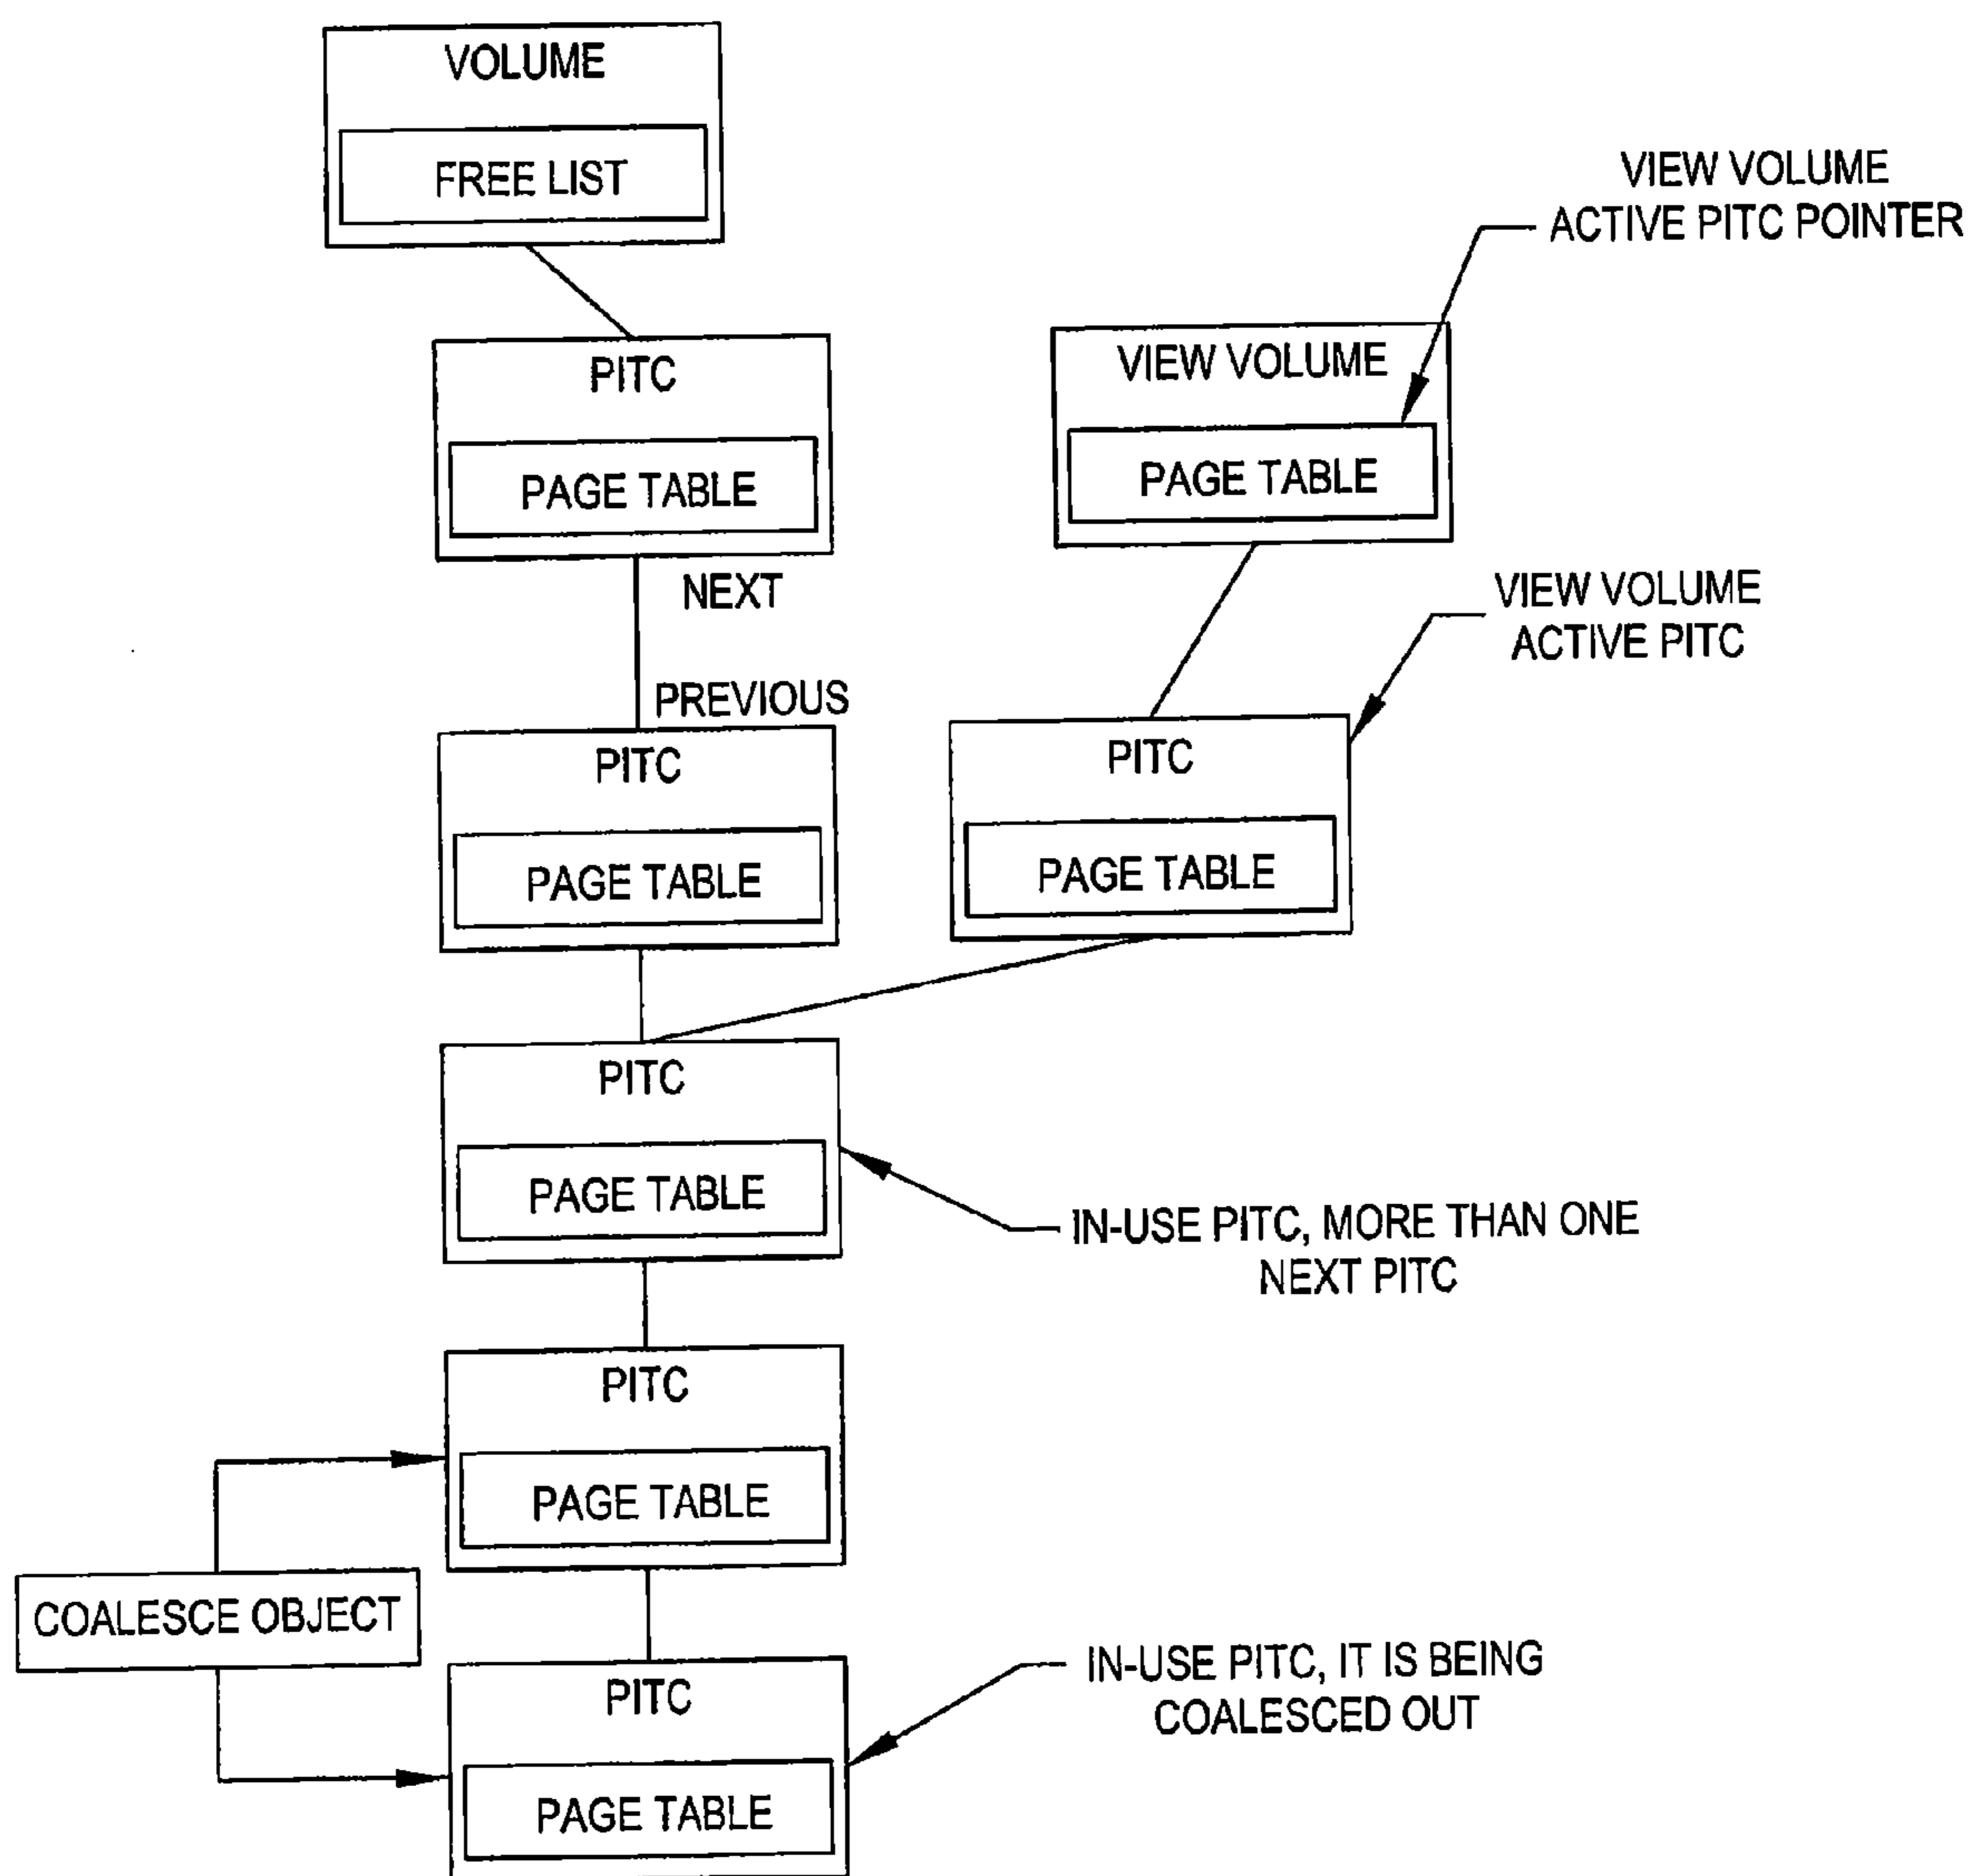 VOLUME
FREE LIST
VIEW VOLUME
ACTIVE PITC POINTER
PITC
PAGE TABLE
VIEW VOLUME
PAGE TABLE
NEXT
PREVIOUS
VIEW VOLUME
ACTIVE PITC
PITC
PAGE TABLE
PITC
PAGE TABLE
PITC
PAGE TABLE
IN-USE PITC, MORE THAN ONE
NEXT PITC
PITC
PAGE TABLE
COALESCE OBJECT
PITC
PAGE TABLE
IN-USE PITC, IT IS BEING
COALESCED OUT